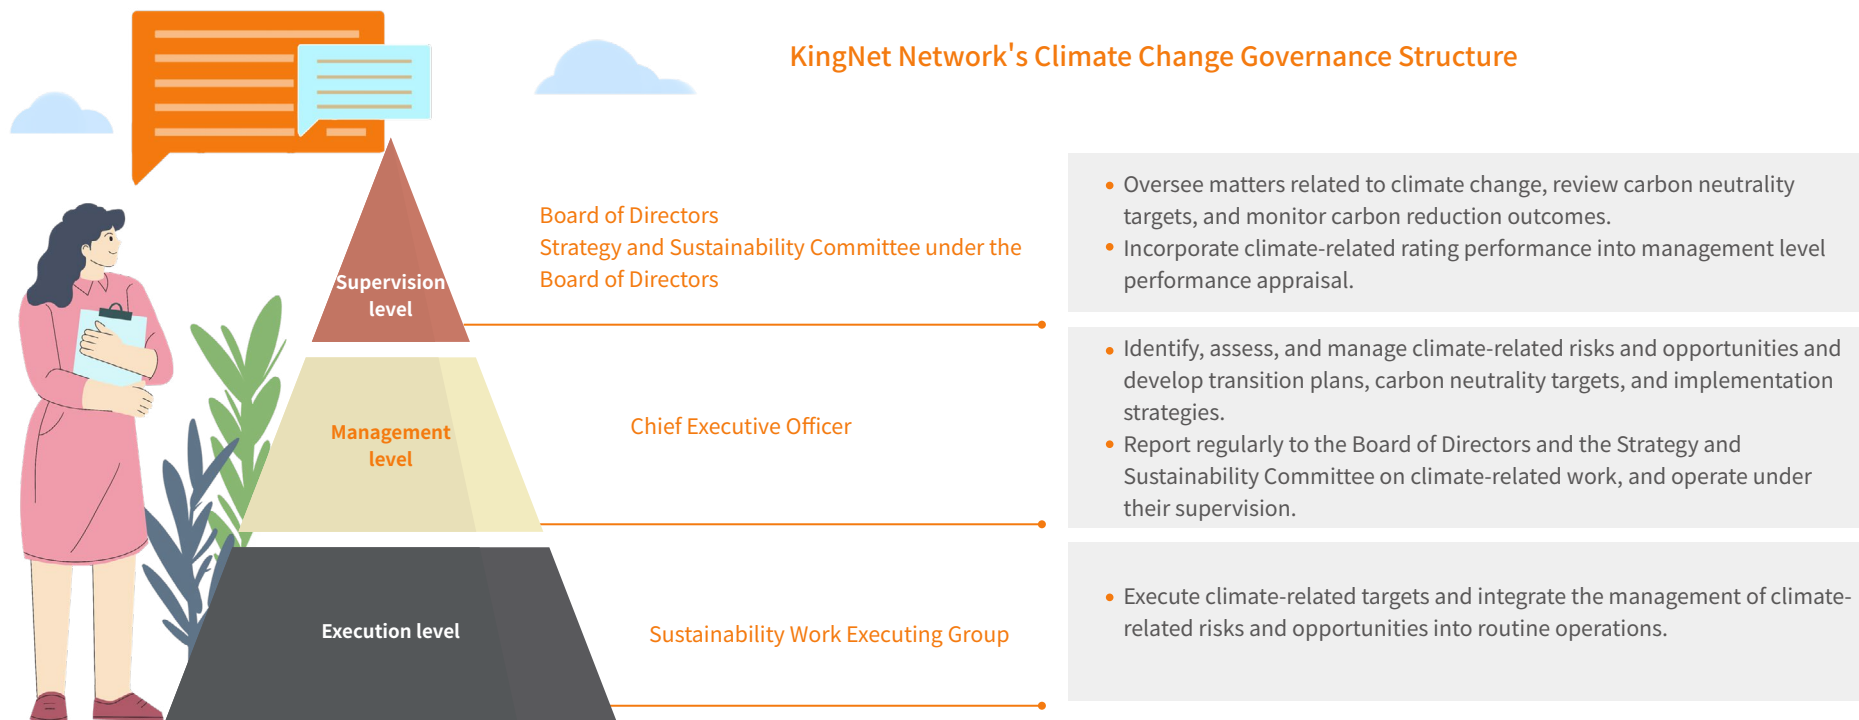 KingNet Network's Climate Change Governance Structure
Supervision
level
Board of Directors
Strategy and Sustainability Committee under the
Board of Directors
• Oversee matters related to climate change, review carbon neutrality
targets, and monitor carbon reduction outcomes.
• Incorporate climate-related rating performance into management level
performance appraisal.
Management
level
Chief Executive Officer
• Identify, assess, and manage climate-related risks and opportunities and
develop transition plans, carbon neutrality targets, and implementation
strategies.
• Report regularly to the Board of Directors and the Strategy and
Sustainability Committee on climate-related work, and operate under
their supervision.
Execution level
Sustainability Work Executing Group
• Execute climate-related targets and integrate the management of climate-
related risks and opportunities into routine operations.